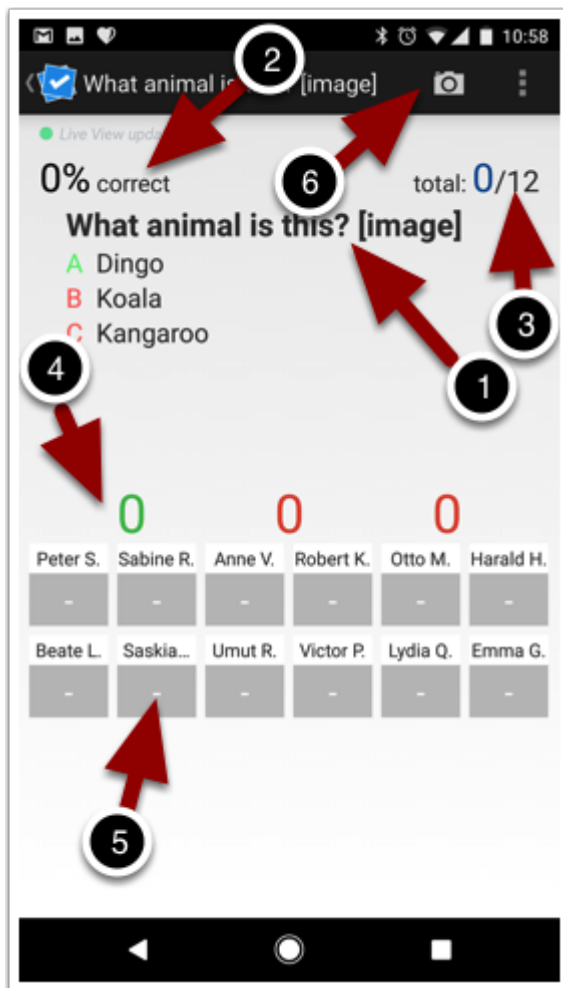 10:58
2
What animal is [image]
Live View
0% correct
6
total: 0/12
What animal is this? [image]
A Dingo
B Koala
3
C Kangaroo
4
1
0 0 0
Peter S. Sabine R. Anne V. Robert K. Otto M. Harald H.
- - - - - -
Beate L. Saskia... Umut R. Victor P. Lydia Q. Emma G.
- - - - - -
5